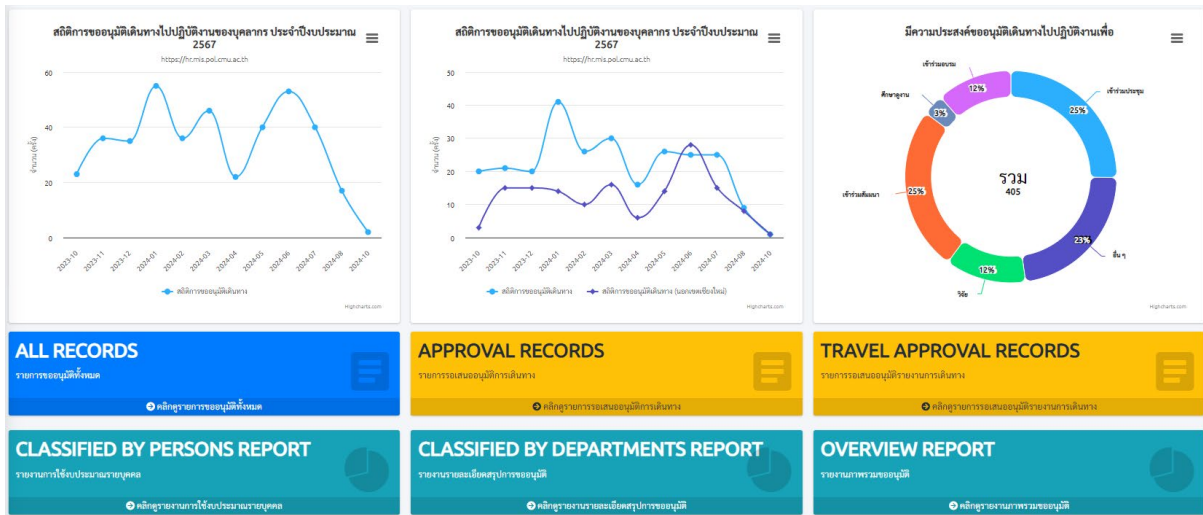 สถิติการขออนุมัติเดินทางไปปฏิบัติงานของบุคลากร ประจำปีงบประมาณ
2567
https://hr.mis.pol.cmu.ac.th
60
40
20
0
จำนวน (ครั้ง)
2023-10
2023-11
2023-12
2024-01
2024-02
2024-03
2024-04
2024-05
2024-06
2024-07
2024-08
2024-10
สถิติการขออนุมัติเดินทาง
Highcharts.com
สถิติการขออนุมัติเดินทางไปปฏิบัติงานของบุคลากร ประจำปีงบประมาณ
2567
https://hr.mis.pol.cmu.ac.th
50
40
30
20
10
0
จำนวน (ครั้ง)
2023-10
2023-11
2023-12
2024-01
2024-02
2024-03
2024-04
2024-05
2024-06
2024-07
2024-08
2024-10
สถิติการขออนุมัติเดินทาง
สถิติการขออนุมัติเดินทาง (นอกเขตเชียงใหม่)
Highcharts.com
มีความประสงค์ขออนุมัติเดินทางไปปฏิบัติงานเพื่อ
เข้าร่วมอบรม
12%
เข้าร่วมประชุม
25%
ศึกษาดูงาน
3%
รวม
405
เข้าร่วมสัมมนา
25%
23%
อื่น ๆ
12%
วิจัย
Highcharts.com
ALL RECORDS
รายการขออนุมัติทั้งหมด
คลิกดูรายการขออนุมัติทั้งหมด
APPROVAL RECORDS
รายการรอเสนออนุมัติการเดินทาง
คลิกดูรายการรอเสนออนุมัติการเดินทาง
TRAVEL APPROVAL RECORDS
รายการรอเสนออนุมัติรายงานการเดินทาง
คลิกดูรายการรอเสนออนุมัติรายงานการเดินทาง
CLASSIFIED BY PERSONS REPORT
รายงานการใช้งบประมาณรายบุคคล
คลิกดูรายงานการใช้งบประมาณรายบุคคล
CLASSIFIED BY DEPARTMENTS REPORT
รายงานรายละเอียดสรุปการขออนุมัติ
คลิกดูรายงานรายละเอียดสรุปการขออนุมัติ
OVERVIEW REPORT
รายงานภาพรวมขออนุมัติ
คลิกดูรายงานภาพรวมขออนุมัติ